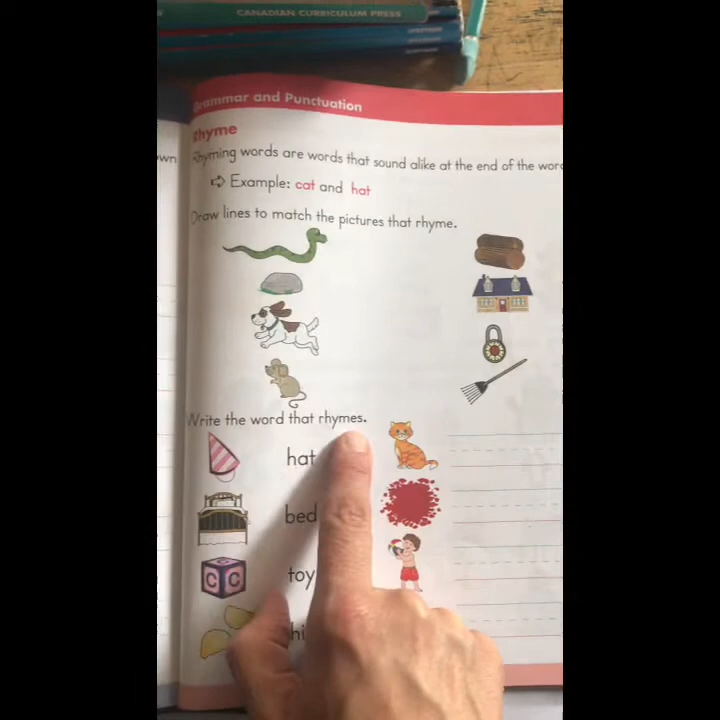 CANADIAN CURRICULUM PRESS
Grammar and Punctuation
Rhyme
Rhyming words are words that sound alike at the end of the
Example: cat and hat
Draw lines to match the pictures that rhyme.
Write the word that rhymes.
hat
bed
C C
toy